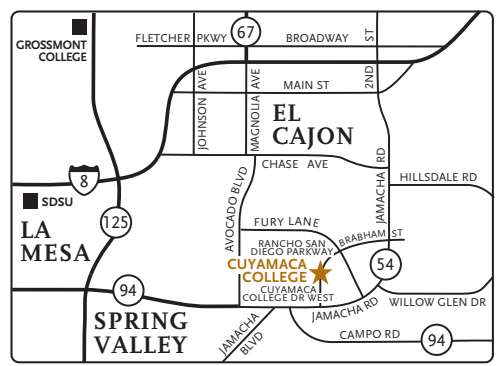 FLETCHER PKWY
67
BROADWAY
2ND ST
GROSSMONT
COLLEGE
JOHNSON AVE
MAGNOLIA AVE
MAIN ST
EL
CAJON
CHASE AVE
JAMACHA RD
8
HILLSDALE RD
SDSU
125
LA
MESA
AVOCADO BLVD
FURY LANE
BRABHAM ST
RANCHO SAN
DIEGO PARKWAY
CUYAMACA
COLLEGE
54
CUYAMACA
COLLEGE DR WEST
94
JAMACHA RD
WILLOW GLEN DR
SPRING
VALLEY
JAMACHA
BLVD
CAMPO RD
94